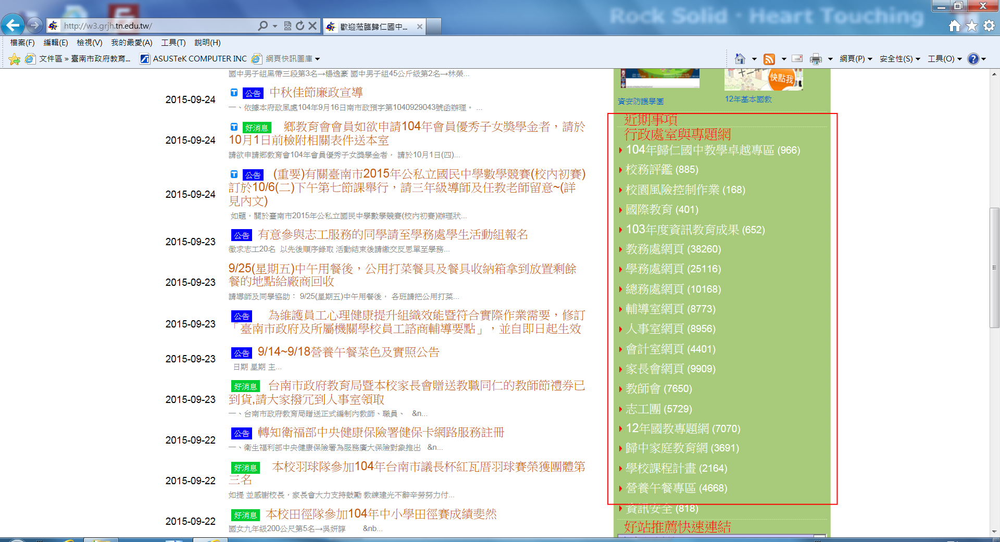 Rock Solid · Heart Touching
http://w3.grjh.tn.edu.tw/
歡迎蒞臨歸仁國中...
檔案(F) 編輯(E) 檢視(V) 我的最愛(A) 工具(T) 說明(H)
文件區 » 臺南市政府教育... ASUSTeK COMPUTER INC 網頁快訊圖庫
網頁(P) 安全性(S) 工具(O)
國中男子組黑帶三段第3名→楊逸豪 國中男子組45公斤級第2名→林榮...
2015-09-24
公告 中秋佳節廉政宣導
一、依據本府政風處104年9月16日南市政預字第1040929043號函辦理。 ...
2015-09-24
好消息 鄉教育會會員如欲申請104年會員優秀子女獎學金者，請於
10月1日前檢附相關表件送本室
請欲申請鄉教育會104年會員優秀子女獎學金者， 請於10月1日(四)...
2015-09-24
公告 (重要)有關臺南市2015年公私立國民中學數學競賽(校內初賽)
訂於10/6(二)下午第七節課舉行，請三年級導師及任教老師留意~(詳
見內文)
如題，關於臺南市2015年公私立國民中學數學競賽(校內初賽)辦理狀...
2015-09-23
公告 有意參與志工服務的同學請至學務處學生活動組報名
徵求志工20名 以先後順序錄取 活動結束後請繳交反思單至學務...
2015-09-23
9/25(星期五)中午用餐後，公用打菜餐具及餐具收納箱拿到放置剩餘
餐的地點給廠商回收
請導師及同學協助： 9/25(星期五)中午用餐後， 各班請把公用打菜...
2015-09-23
公告 為維護員工心理健康提升組織效能暨符合實際作業需要，修訂
「臺南市政府及所屬機關學校員工諮商輔導要點」，並自即日起生效
2015-09-23
公告 9/14~9/18營養午餐菜色及實照公告
日期 星期 主...
2015-09-23
好消息 台南市政府教育局暨本校家長會贈送教職同仁的教師節禮券已
到貨,請大家撥冗到人事室領取
一、台南市政府教育局贈送正式編制內教師、職員、 &n...
2015-09-22
公告 轉知衛福部中央健康保險署健保卡網路服務註冊
一、衛生福利部中央健康保險署為服務廣大保險對象推出 &n...
2015-09-22
好消息 本校羽球隊參加104年台南市議長杯紅瓦厝羽球賽榮獲團體第
三名
如提 並感謝校長，家長會大力支持鼓勵 教練建光不辭辛勞努力付...
2015-09-22
好消息 本校田徑隊參加104年中小學田徑賽成績斐然
國女九年級200公尺第5名→吳妍諄 &nb...
快點我
資安防護學園
12年基本國教
近期事項
行政處室與專題網
104年歸仁國中教學卓越專區 (966)
校務評鑑 (885)
校園風險控制作業 (168)
國際教育 (401)
103年度資訊教育成果 (652)
教務處網頁 (38260)
學務處網頁 (25116)
總務處網頁 (10168)
輔導室網頁 (8773)
人事室網頁 (8956)
會計室網頁 (4401)
家長會網頁 (9909)
教師會 (7650)
志工團 (5729)
12年國教專題網 (7070)
歸中家庭教育網 (3691)
學校課程計畫 (2164)
營養午餐專區 (4668)
資訊安全 (818)
好站推薦快速連結